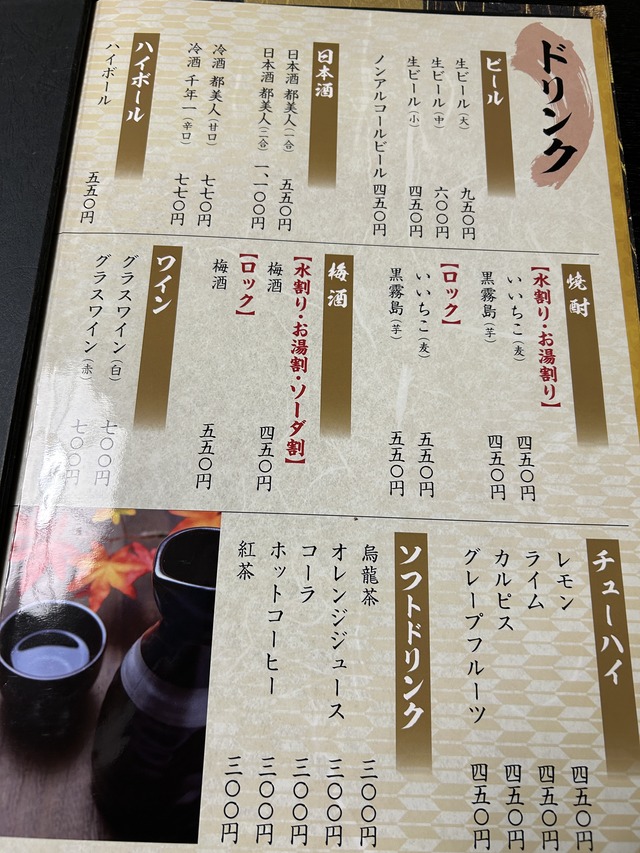 ドリンク
ビール
生ビール（大） 九五〇円
生ビール（中） 六〇〇円
生ビール（小） 四五〇円
ノンアルコールビール 四五〇円
日本酒
日本酒 都美人（一合） 五五〇円
日本酒 都美人（二合） 一、一〇〇円
冷酒 都美人（甘口） 七七〇円
冷酒 千年一（辛口） 七七〇円
ハイボール
ハイボール 五五〇円
焼酎
【水割り・お湯割り】
いいちこ（麦） 四五〇円
黒霧島（芋） 四五〇円
【ロック】
いいちこ（麦） 五五〇円
黒霧島（芋） 五五〇円
梅酒
【水割り・お湯割・ソーダ割】
梅酒 四五〇円
【ロック】
梅酒 五五〇円
ワイン
グラスワイン（白） 七〇〇円
グラスワイン（赤） 七〇〇円
チューハイ
レモン 四五〇円
ライム 四五〇円
カルピス 四五〇円
グレープフルーツ 四五〇円
ソフトドリンク
烏龍茶 三〇〇円
オレンジジュース 三〇〇円
コーラ 三〇〇円
ホットコーヒー 三〇〇円
紅茶 三〇〇円